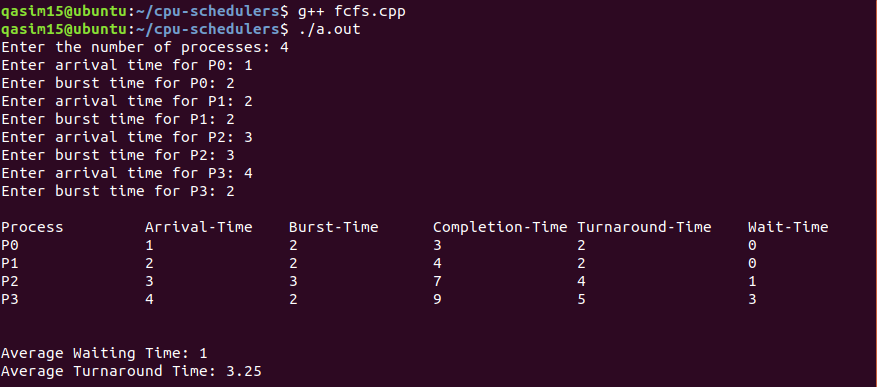 qasim15@ubuntu:~/cpu-schedulers$ g++ fcfs.cpp
qasim15@ubuntu:~/cpu-schedulers$ ./a.out
Enter the number of processes: 4
Enter arrival time for P0: 1
Enter burst time for P0: 2
Enter arrival time for P1: 2
Enter burst time for P1: 2
Enter arrival time for P2: 3
Enter burst time for P2: 3
Enter arrival time for P3: 4
Enter burst time for P3: 2
Process Arrival-Time Burst-Time Completion-Time Turnaround-Time Wait-Time
P0 1 2 3 2 0
P1 2 2 4 2 0
P2 3 3 7 4 1
P3 4 2 9 5 3
Average Waiting Time: 1
Average Turnaround Time: 3.25